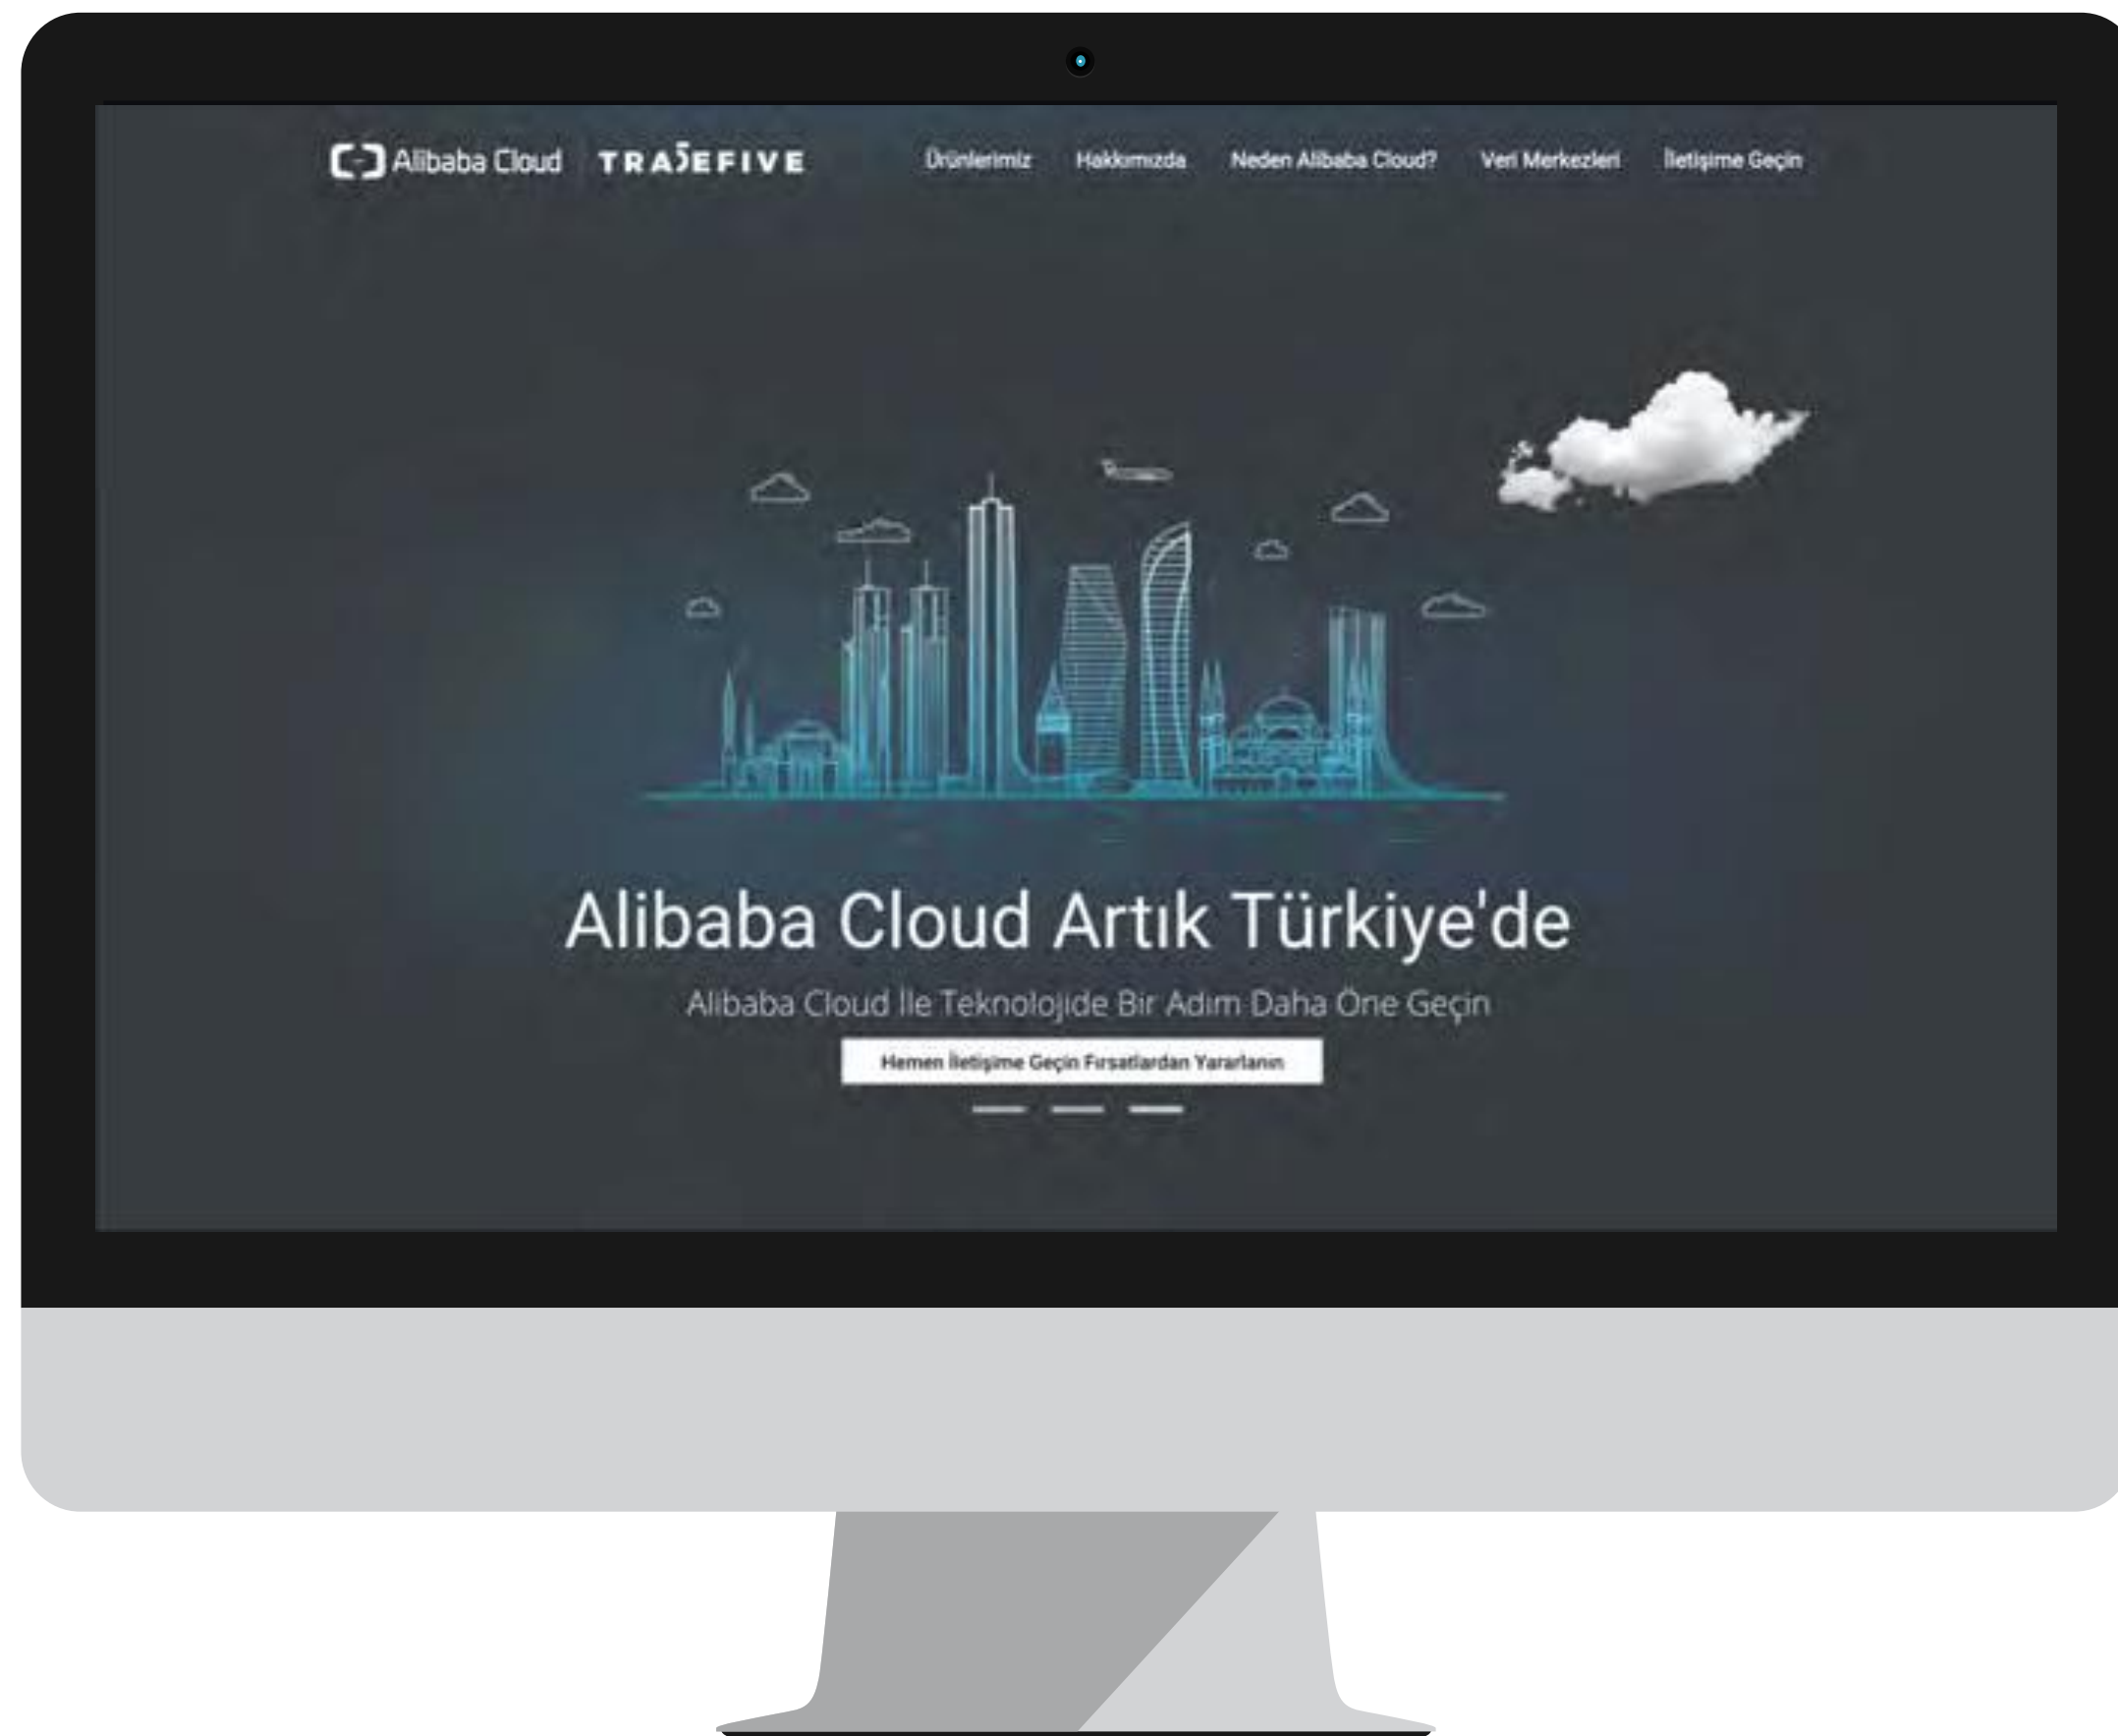 Alibaba Cloud TRAJEFIVE Ürünlerimiz Hakkımızda Neden Alibaba Cloud? Veri Merkezleri İletişime Geçin
Alibaba Cloud Artık Türkiye'de
Alibaba Cloud İle Teknolojide Bir Adım Daha Öne Geçin
Hemen İletişime Geçin Fırsatlardan Yararlanın